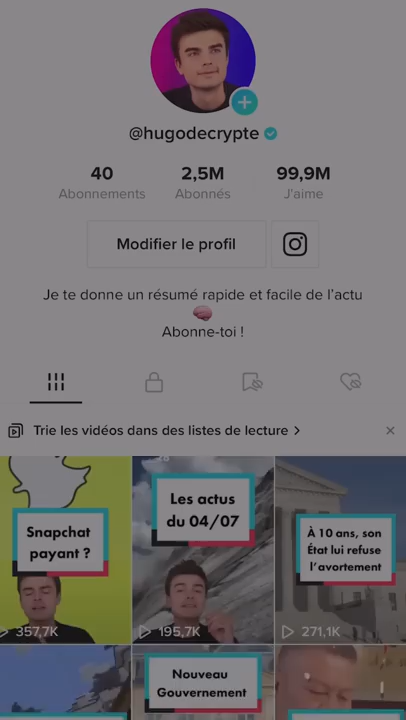 @hugodecrypte
40 2,5M 99,9M
Abonnements Abonnés J'aime
Modifier le profil
Je te donne un résumé rapide et facile de l'actu
🧠
Abonne-toi !
Trie les vidéos dans des listes de lecture
Snapchat
payant ?
357,7K
Les actus
du 04/07
195,7K
À 10 ans, son
État lui refuse
l'avortement
271,1K
Nouveau
Gouvernement